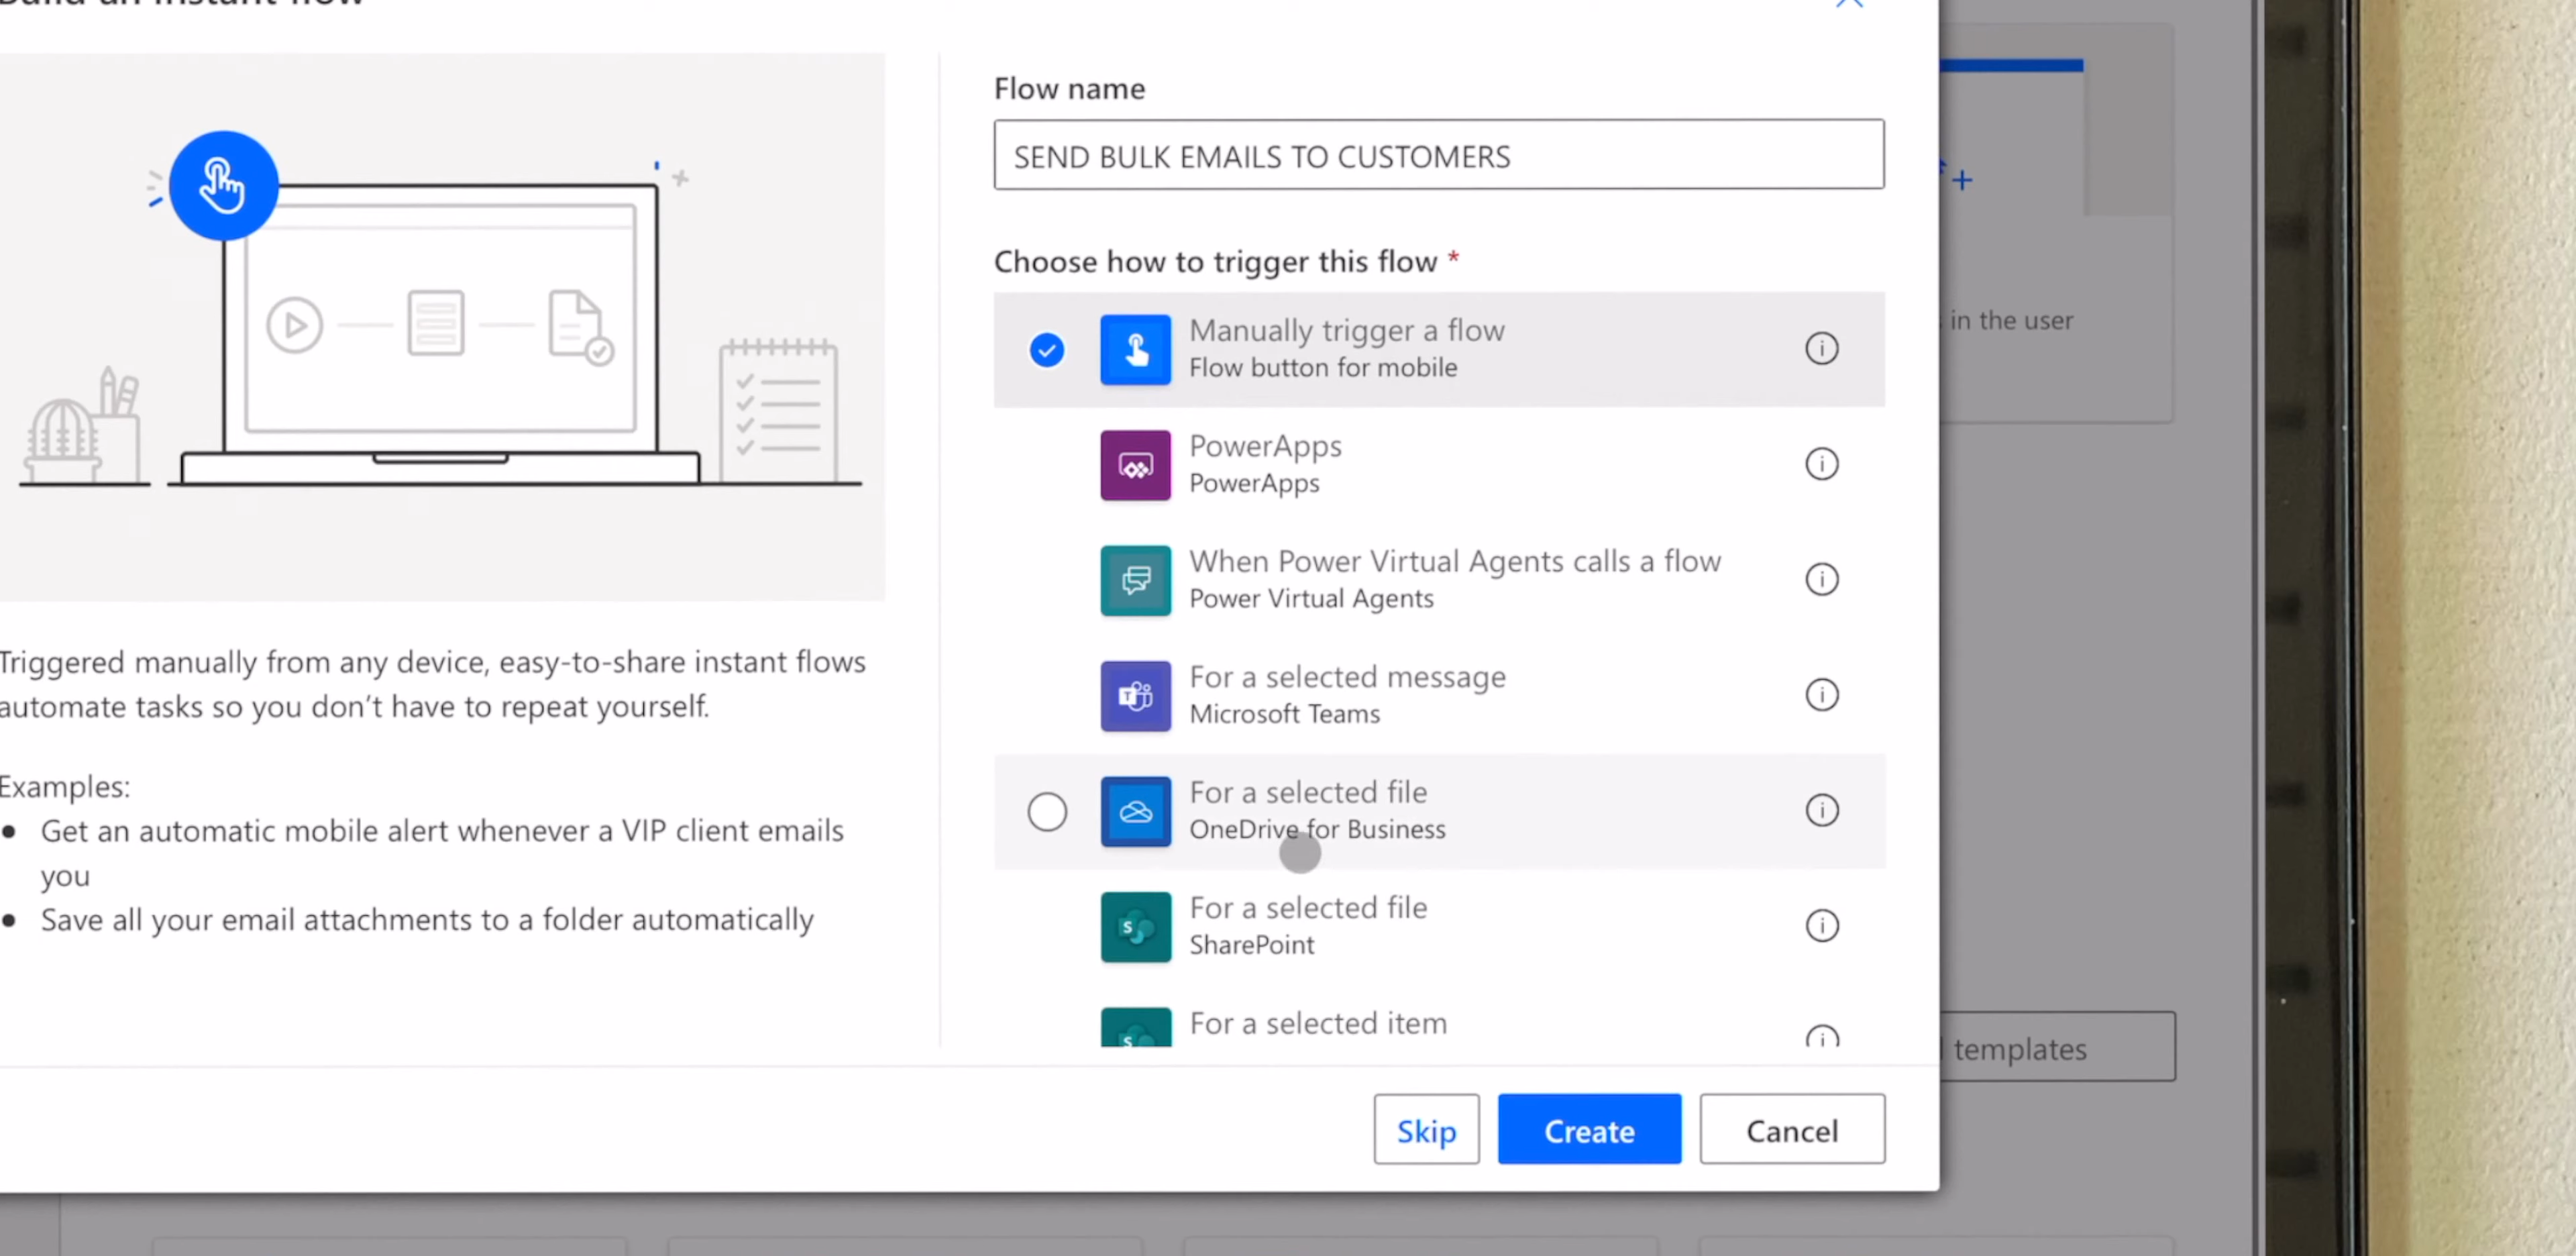 Build an instant flow
Flow name
SEND BULK EMAILS TO CUSTOMERS
Choose how to trigger this flow *
Manually trigger a flow
Flow button for mobile
PowerApps
PowerApps
When Power Virtual Agents calls a flow
Power Virtual Agents
For a selected message
Microsoft Teams
For a selected file
OneDrive for Business
For a selected file
SharePoint
For a selected item
Skip
Create
Cancel
Triggered manually from any device, easy-to-share instant flows
automate tasks so you don’t have to repeat yourself.
Examples:
• Get an automatic mobile alert whenever a VIP client emails
you
• Save all your email attachments to a folder automatically
in the user
templates